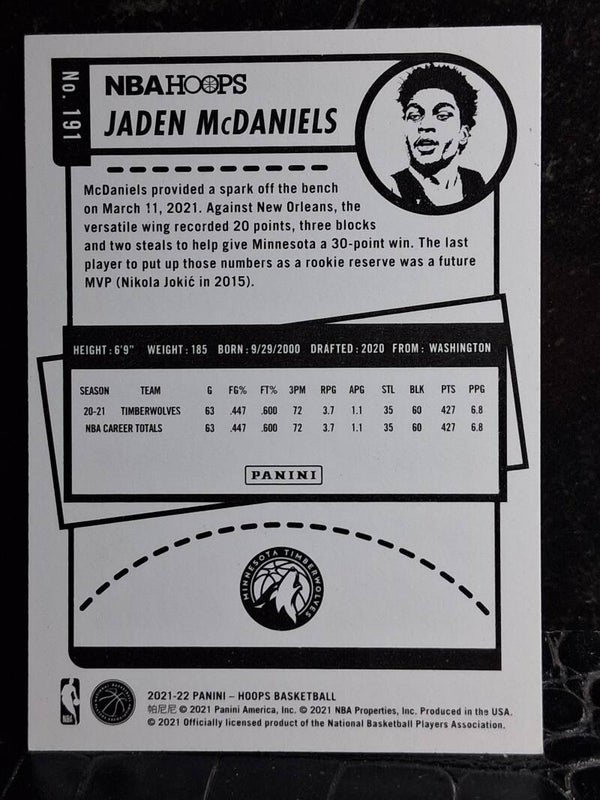 No. 191
NBA HOOPS
JADEN McDANIELS
McDaniels provided a spark off the bench
on March 11, 2021. Against New Orleans, the
versatile wing recorded 20 points, three blocks
and two steals to help give Minnesota a 30-point win. The last
player to put up those numbers as a rookie reserve was a future
MVP (Nikola Jokić in 2015).
HEIGHT: 6'9" WEIGHT: 185 BORN: 9/29/2000 DRAFTED: 2020 FROM: WASHINGTON
SEASON TEAM G FG% FT% 3PM RPG APG STL BLK PTS PPG
20-21 TIMBERWOLVES 63 .447 .600 72 3.7 1.1 35 60 427 6.8
NBA CAREER TOTALS 63 .447 .600 72 3.7 1.1 35 60 427 6.8
PANINI
MINNESOTA TIMBERWOLVES
NBA
2021-22 PANINI – HOOPS BASKETBALL
帕尼尼 © 2021 Panini America, Inc. © 2021 NBA Properties, Inc. Produced in the USA.
© 2021 Officially licensed product of the National Basketball Players Association.